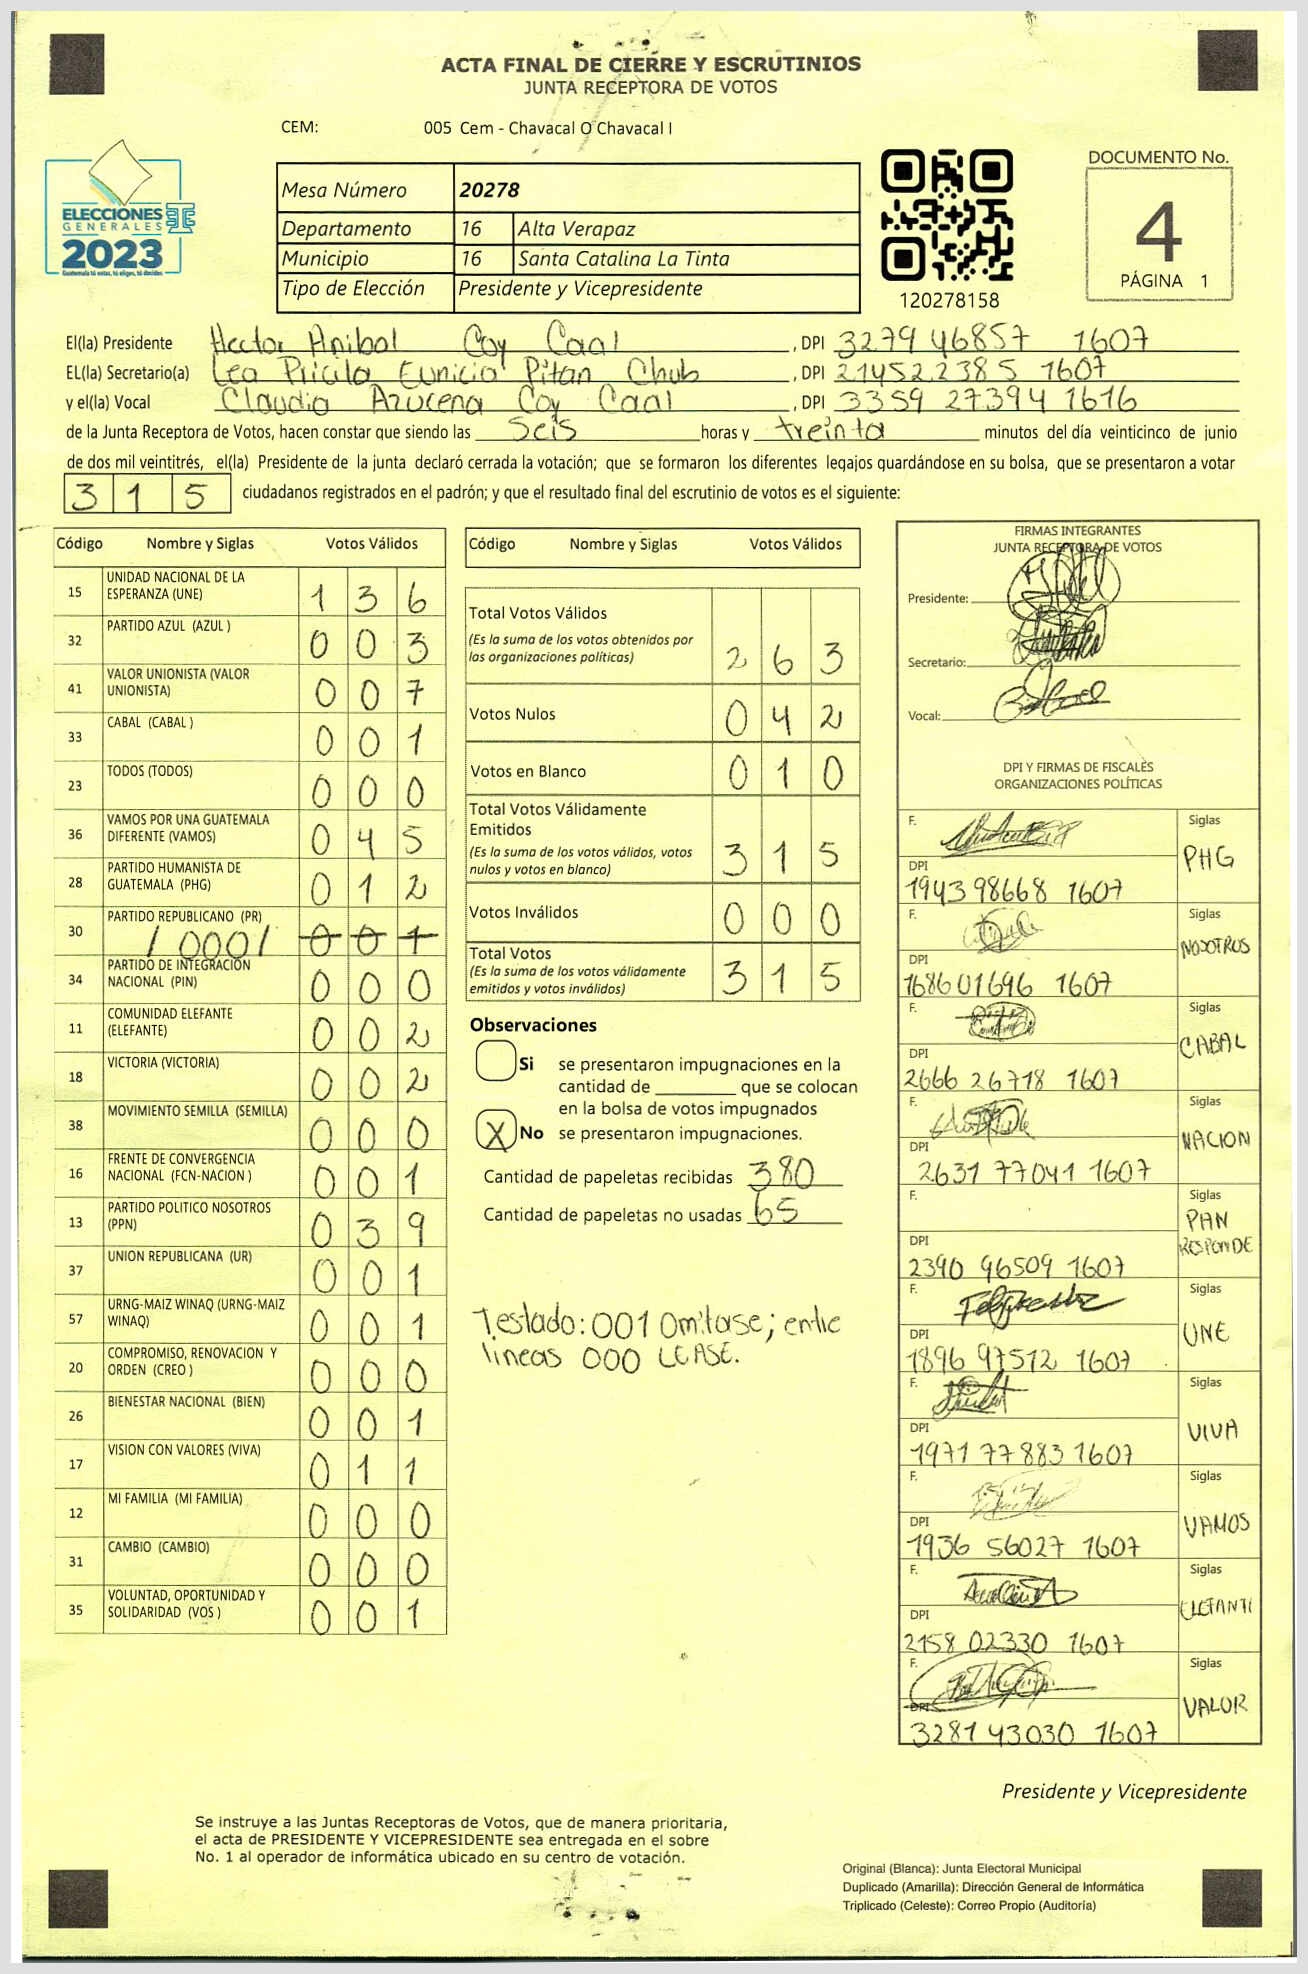 ACTA FINAL DE CIERRE Y ESCRUTINIOS
JUNTA RECEPTORA DE VOTOS
CEM: 005 Cem - Chavacal O Chavacal I
ELECCIONES
GENERALES
2023
Guatemala tú votas, tú eliges, tú decides
Mesa Número 20278
Departamento 16 Alta Verapaz
Municipio 16 Santa Catalina La Tinta
Tipo de Elección Presidente y Vicepresidente
120278158
DOCUMENTO No.
4
PÁGINA 1
El(la) Presidente Hector Anibal Coy Caal , DPI 3279 46857 1607
EL(la) Secretario(a) Lea Pricila Eunicia Pitan Chub , DPI 21452 2385 1607
y el(la) Vocal Claudia Azucena Coy Caal , DPI 3359 27394 1616
de la Junta Receptora de Votos, hacen constar que siendo las Seis horas y treinta minutos del día veinticinco de junio
de dos mil veintitrés, el(la) Presidente de la junta declaró cerrada la votación; que se formaron los diferentes legajos guardándose en su bolsa, que se presentaron a votar
3 1 5 ciudadanos registrados en el padrón; y que el resultado final del escrutinio de votos es el siguiente:
Código Nombre y Siglas Votos Válidos
15 UNIDAD NACIONAL DE LA ESPERANZA (UNE) 1 3 6
32 PARTIDO AZUL (AZUL ) 0 0 3
41 VALOR UNIONISTA (VALOR UNIONISTA) 0 0 7
33 CABAL (CABAL ) 0 0 1
23 TODOS (TODOS) 0 0 0
36 VAMOS POR UNA GUATEMALA DIFERENTE (VAMOS) 0 4 5
28 PARTIDO HUMANISTA DE GUATEMALA (PHG) 0 1 2
30 PARTIDO REPUBLICANO (PR) / 000 / 0 0 1
34 PARTIDO DE INTEGRACIÓN NACIONAL (PIN) 0 0 0
11 COMUNIDAD ELEFANTE (ELEFANTE) 0 0 2
18 VICTORIA (VICTORIA) 0 0 2
38 MOVIMIENTO SEMILLA (SEMILLA) 0 0 0
16 FRENTE DE CONVERGENCIA NACIONAL (FCN-NACION ) 0 0 1
13 PARTIDO POLITICO NOSOTROS (PPN) 0 3 9
37 UNION REPUBLICANA (UR) 0 0 1
57 URNG-MAIZ WINAQ (URNG-MAIZ WINAQ) 0 0 1
20 COMPROMISO, RENOVACION Y ORDEN (CREO ) 0 0 0
26 BIENESTAR NACIONAL (BIEN) 0 0 1
17 VISION CON VALORES (VIVA) 0 1 1
12 MI FAMILIA (MI FAMILIA) 0 0 0
31 CAMBIO (CAMBIO) 0 0 0
35 VOLUNTAD, OPORTUNIDAD Y SOLIDARIDAD (VOS ) 0 0 1
Código Nombre y Siglas Votos Válidos
Total Votos Válidos
(Es la suma de los votos obtenidos por
las organizaciones políticas) 2 6 3
Votos Nulos 0 4 2
Votos en Blanco 0 1 0
Total Votos Válidamente
Emitidos
(Es la suma de los votos válidos, votos
nulos y votos en blanco) 3 1 5
Votos Inválidos 0 0 0
Total Votos
(Es la suma de los votos válidamente
emitidos y votos inválidos) 3 1 5
Observaciones
Si se presentaron impugnaciones en la
cantidad de ________ que se colocan
en la bolsa de votos impugnados
X No se presentaron impugnaciones.
Cantidad de papeletas recibidas 380
Cantidad de papeletas no usadas 65
Testado: 001 Omitase; entre
lineas 000 LEASE.
FIRMAS INTEGRANTES
JUNTA RECEPTORA DE VOTOS
Presidente:
Secretario:
Vocal:
DPI Y FIRMAS DE FISCALES
ORGANIZACIONES POLÍTICAS
F. Siglas
PHG
DPI
1943 98668 1607
F. Siglas
NOSOTROS
DPI
1686 01696 1607
F. Siglas
CABAL
DPI
2666 26718 1607
F. Siglas
NACION
DPI
2631 77041 1607
F. Siglas
PAN
RESPONDE
DPI
2390 96509 1607
F. Siglas
UNE
DPI
1896 97512 1607
F. Siglas
VIVA
DPI
1971 77883 1607
F. Siglas
VAMOS
DPI
1936 56027 1607
F. Siglas
ELEFANTE
DPI
2158 02330 1607
F. Siglas
VALOR
DPI
3281 43030 1607
Presidente y Vicepresidente
Se instruye a las Juntas Receptoras de Votos, que de manera prioritaria,
el acta de PRESIDENTE Y VICEPRESIDENTE sea entregada en el sobre
No. 1 al operador de informática ubicado en su centro de votación.
Original (Blanca): Junta Electoral Municipal
Duplicado (Amarilla): Dirección General de Informática
Triplicado (Celeste): Correo Propio (Auditoría)